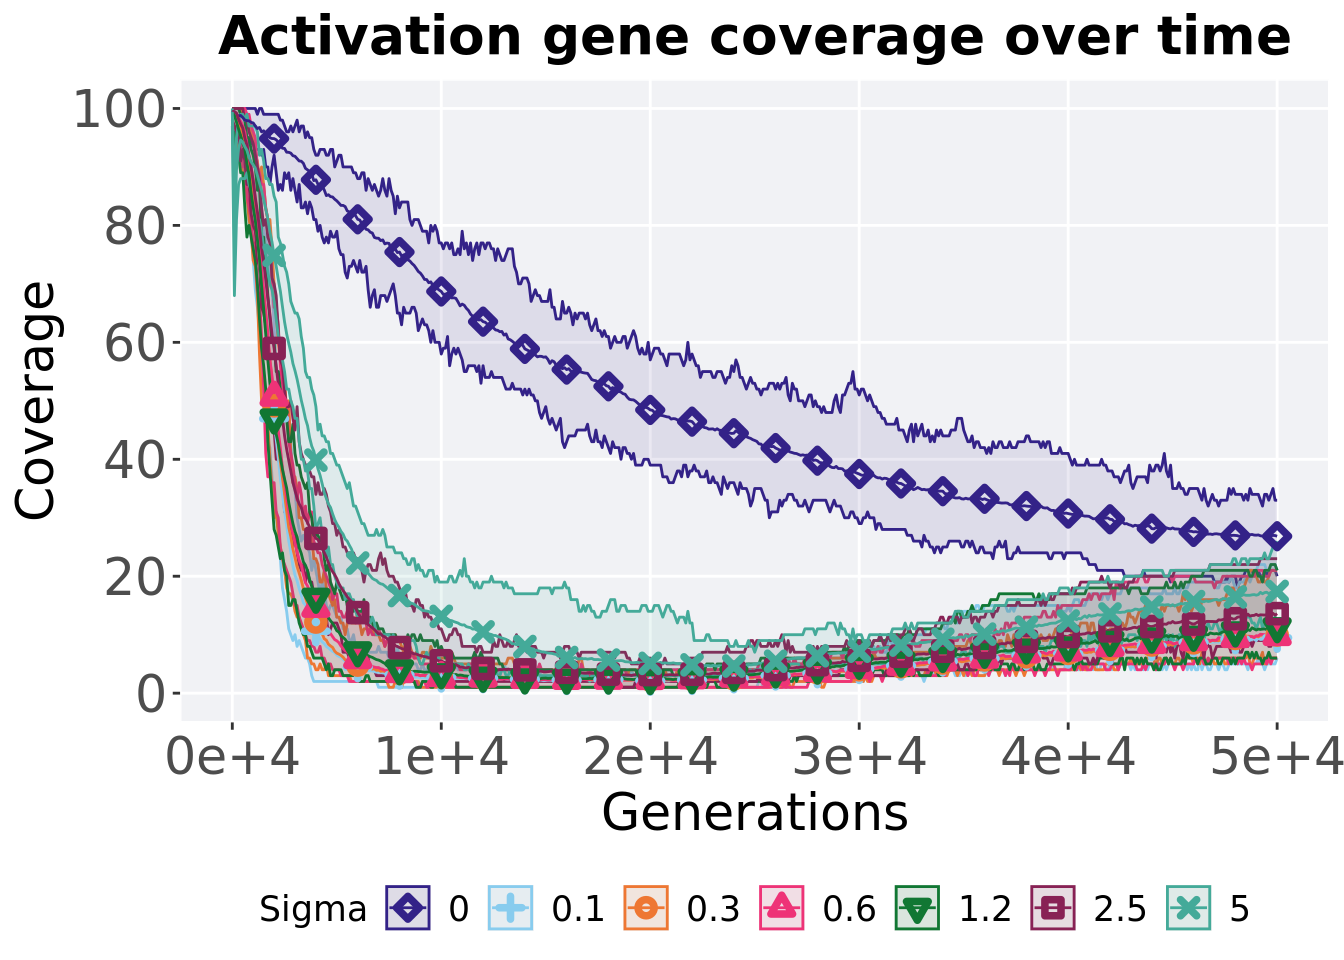 Activation gene coverage over time
Coverage
100
80
60
40
20
0
0e+4 1e+4 2e+4 3e+4 4e+4 5e+4
Generations
Sigma 0 0.1 0.3 0.6 1.2 2.5 5